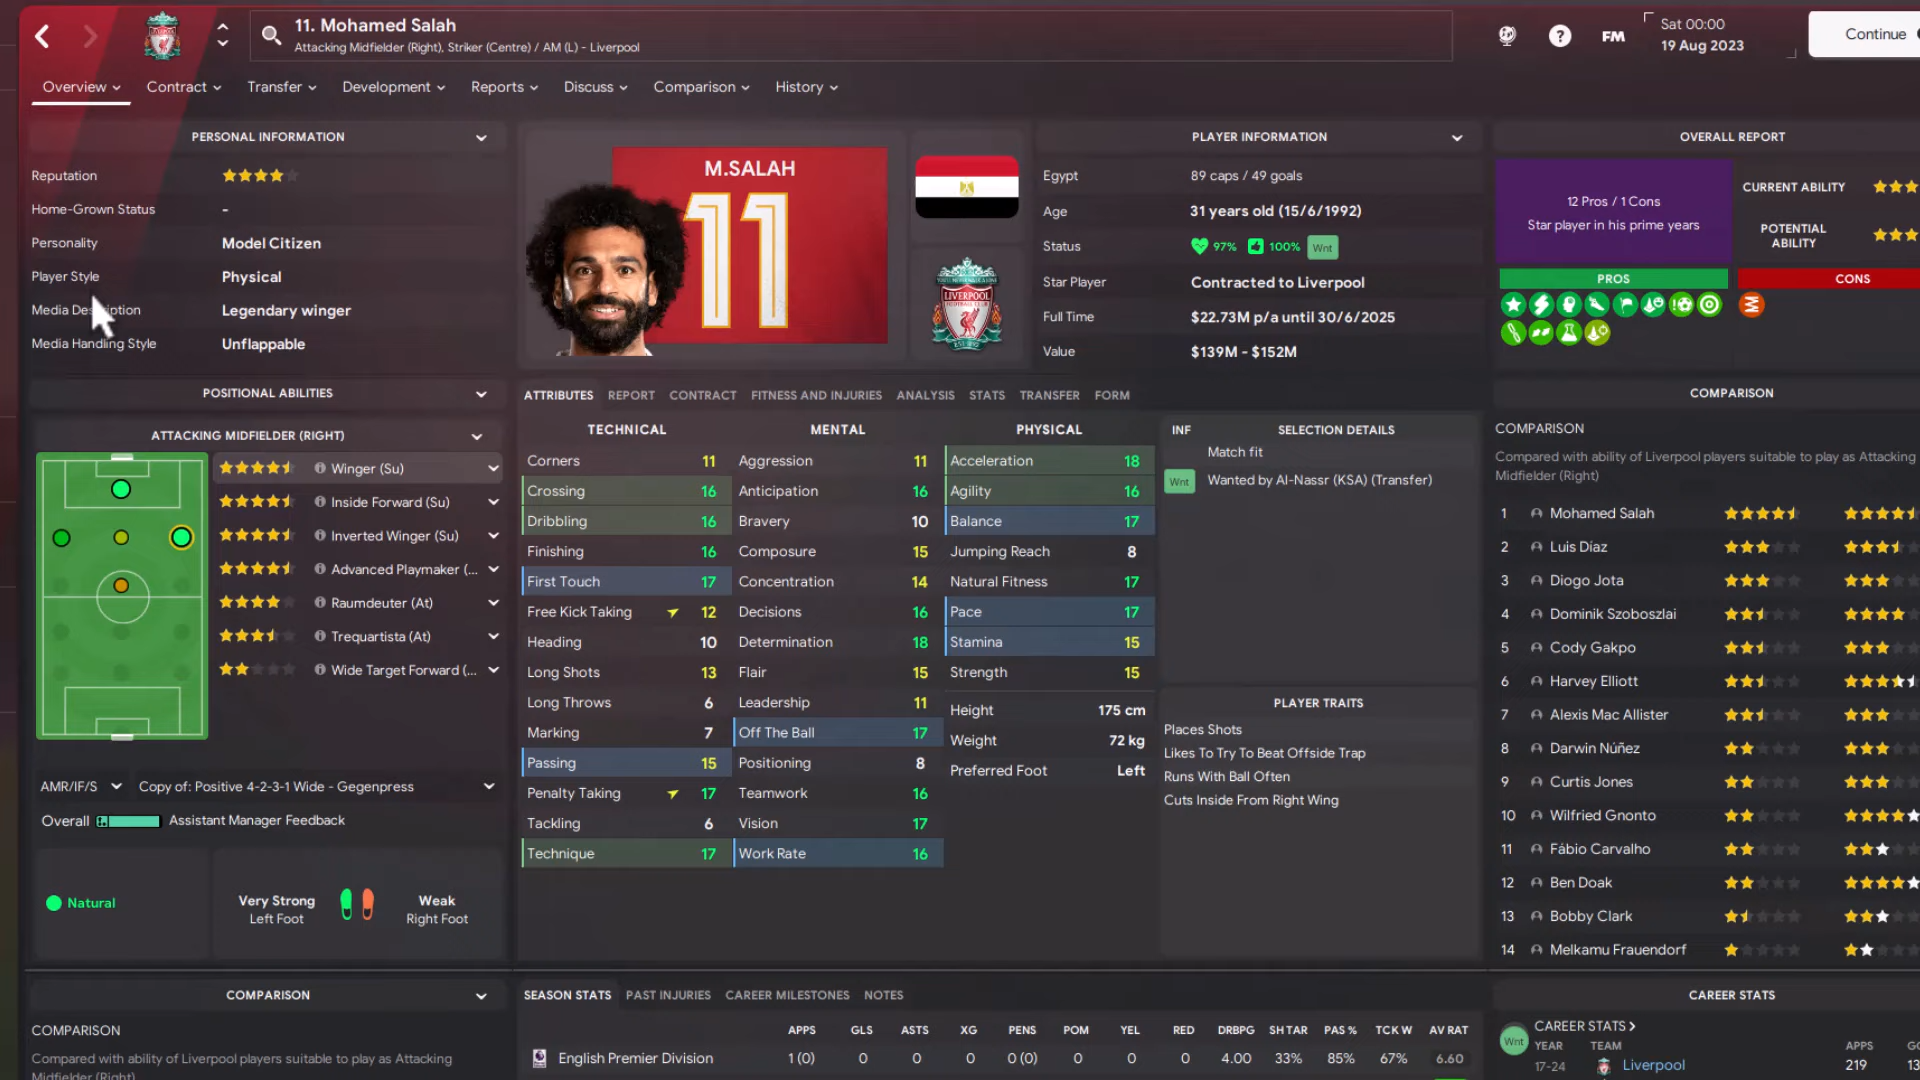 11. Mohamed Salah
Attacking Midfielder (Right), Striker (Centre) / AM (L) - Liverpool
FM
Sat 00:00
19 Aug 2023
Continue
Overview
Contract
Transfer
Development
Reports
Discuss
Comparison
History
PERSONAL INFORMATION
Reputation
Home-Grown Status -
Personality Model Citizen
Player Style Physical
Media Description Legendary winger
Media Handling Style Unflappable
M.SALAH
11
PLAYER INFORMATION
Egypt 89 caps / 49 goals
Age 31 years old (15/6/1992)
Status 97% 100% Wnt
Star Player Contracted to Liverpool
Full Time $22.73M p/a until 30/6/2025
Value $139M - $152M
OVERALL REPORT
12 Pros / 1 Cons
Star player in his prime years
CURRENT ABILITY
POTENTIAL
ABILITY
PROS
CONS
POSITIONAL ABILITIES
ATTACKING MIDFIELDER (RIGHT)
Winger (Su)
Inside Forward (Su)
Inverted Winger (Su)
Advanced Playmaker (...
Raumdeuter (At)
Trequartista (At)
Wide Target Forward (...
AMR/IF/S Copy of: Positive 4-2-3-1 Wide - Gegenpress
Overall Assistant Manager Feedback
Natural
Very Strong
Left Foot
Weak
Right Foot
ATTRIBUTES REPORT CONTRACT FITNESS AND INJURIES ANALYSIS STATS TRANSFER FORM
TECHNICAL
Corners 11
Crossing 16
Dribbling 16
Finishing 16
First Touch 17
Free Kick Taking 12
Heading 10
Long Shots 13
Long Throws 6
Marking 7
Passing 15
Penalty Taking 17
Tackling 6
Technique 17
MENTAL
Aggression 11
Anticipation 16
Bravery 10
Composure 15
Concentration 14
Decisions 16
Determination 18
Flair 15
Leadership 11
Off The Ball 17
Positioning 8
Teamwork 16
Vision 17
Work Rate 16
PHYSICAL
Acceleration 18
Agility 16
Balance 17
Jumping Reach 8
Natural Fitness 17
Pace 17
Stamina 15
Strength 15
Height 175 cm
Weight 72 kg
Preferred Foot Left
INF SELECTION DETAILS
Match fit
Wnt Wanted by Al-Nassr (KSA) (Transfer)
PLAYER TRAITS
Places Shots
Likes To Try To Beat Offside Trap
Runs With Ball Often
Cuts Inside From Right Wing
COMPARISON
COMPARISON
Compared with ability of Liverpool players suitable to play as Attacking
Midfielder (Right)
1 Mohamed Salah
2 Luis Díaz
3 Diogo Jota
4 Dominik Szoboszlai
5 Cody Gakpo
6 Harvey Elliott
7 Alexis Mac Allister
8 Darwin Núñez
9 Curtis Jones
10 Wilfried Gnonto
11 Fábio Carvalho
12 Ben Doak
13 Bobby Clark
14 Melkamu Frauendorf
COMPARISON
COMPARISON
Compared with ability of Liverpool players suitable to play as Attacking
Midfielder (Right)
SEASON STATS PAST INJURIES CAREER MILESTONES NOTES
APPS GLS ASTS XG PENS POM YEL RED DRBPG SH TAR PAS % TCK W AV RAT
English Premier Division 1 (0) 0 0 0 0 (0) 0 0 0 4.00 33% 85% 67% 6.60
CAREER STATS
Wnt
CAREER STATS >
YEAR TEAM APPS
17-24 Liverpool 219